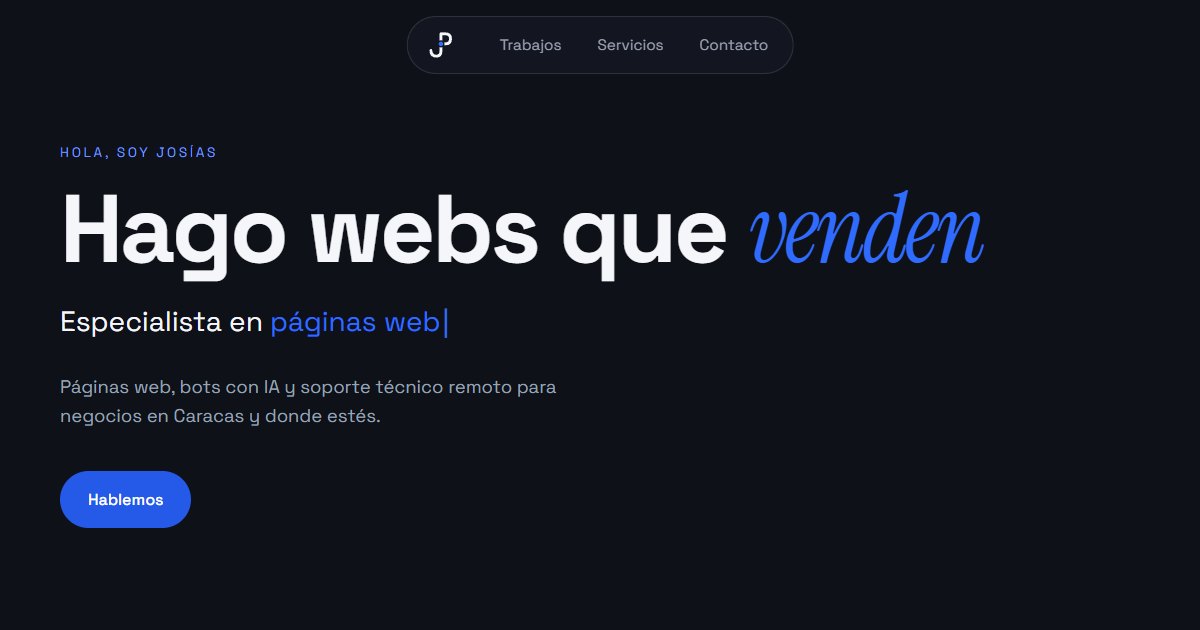 JP
Trabajos Servicios Contacto
HOLA, SOY JOSÍAS
Hago webs que venden
Especialista en páginas web|
Páginas web, bots con IA y soporte técnico remoto para
negocios en Caracas y donde estés.
Hablemos